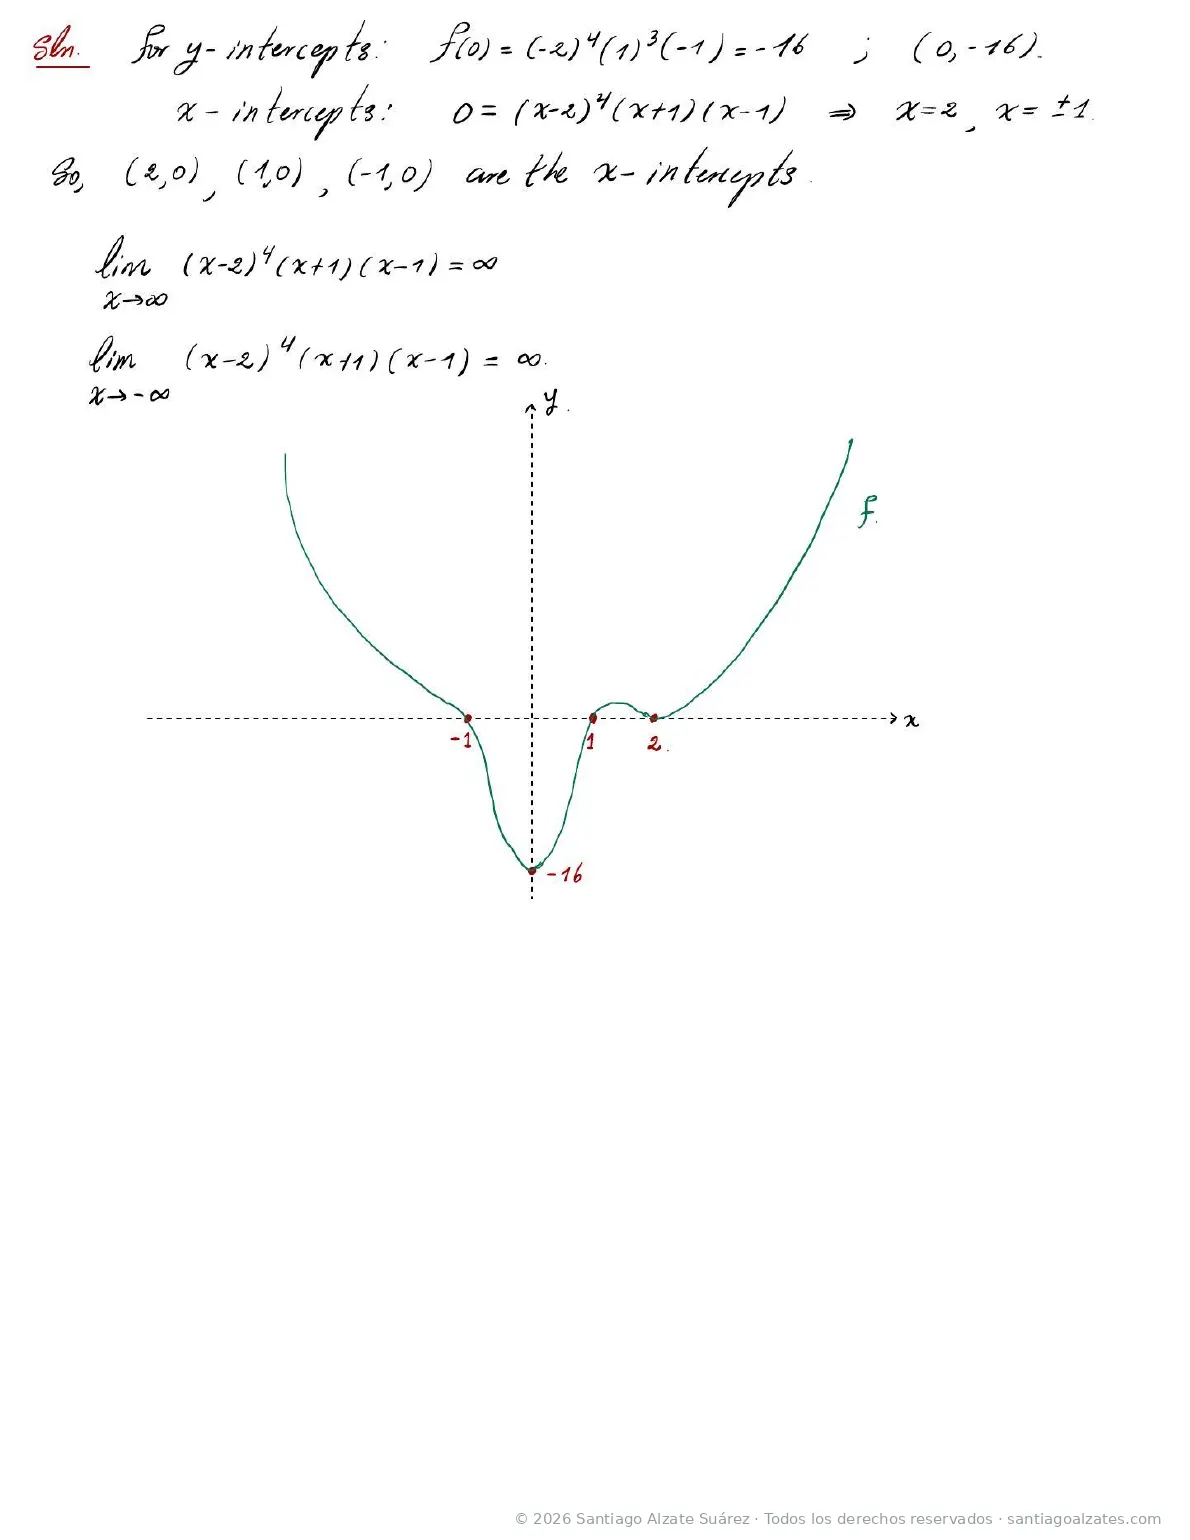 Sln. For y-intercepts: f(0) = (-2)⁴(1)³(-1) = -16 ; (0,-16).
x-intercepts: 0 = (x-2)⁴(x+1)(x-1) ⇒ x=2, x= ±1.
So, (2,0), (1,0), (-1,0) are the x-intercepts.
lim (x-2)⁴(x+1)(x-1) = ∞
x→∞
lim (x-2)⁴(x+1)(x-1) = ∞.
x→-∞
y.
f.
x
-1
1
2.
-16
© 2026 Santiago Alzate Suárez · Todos los derechos reservados · santiagoalzates.com